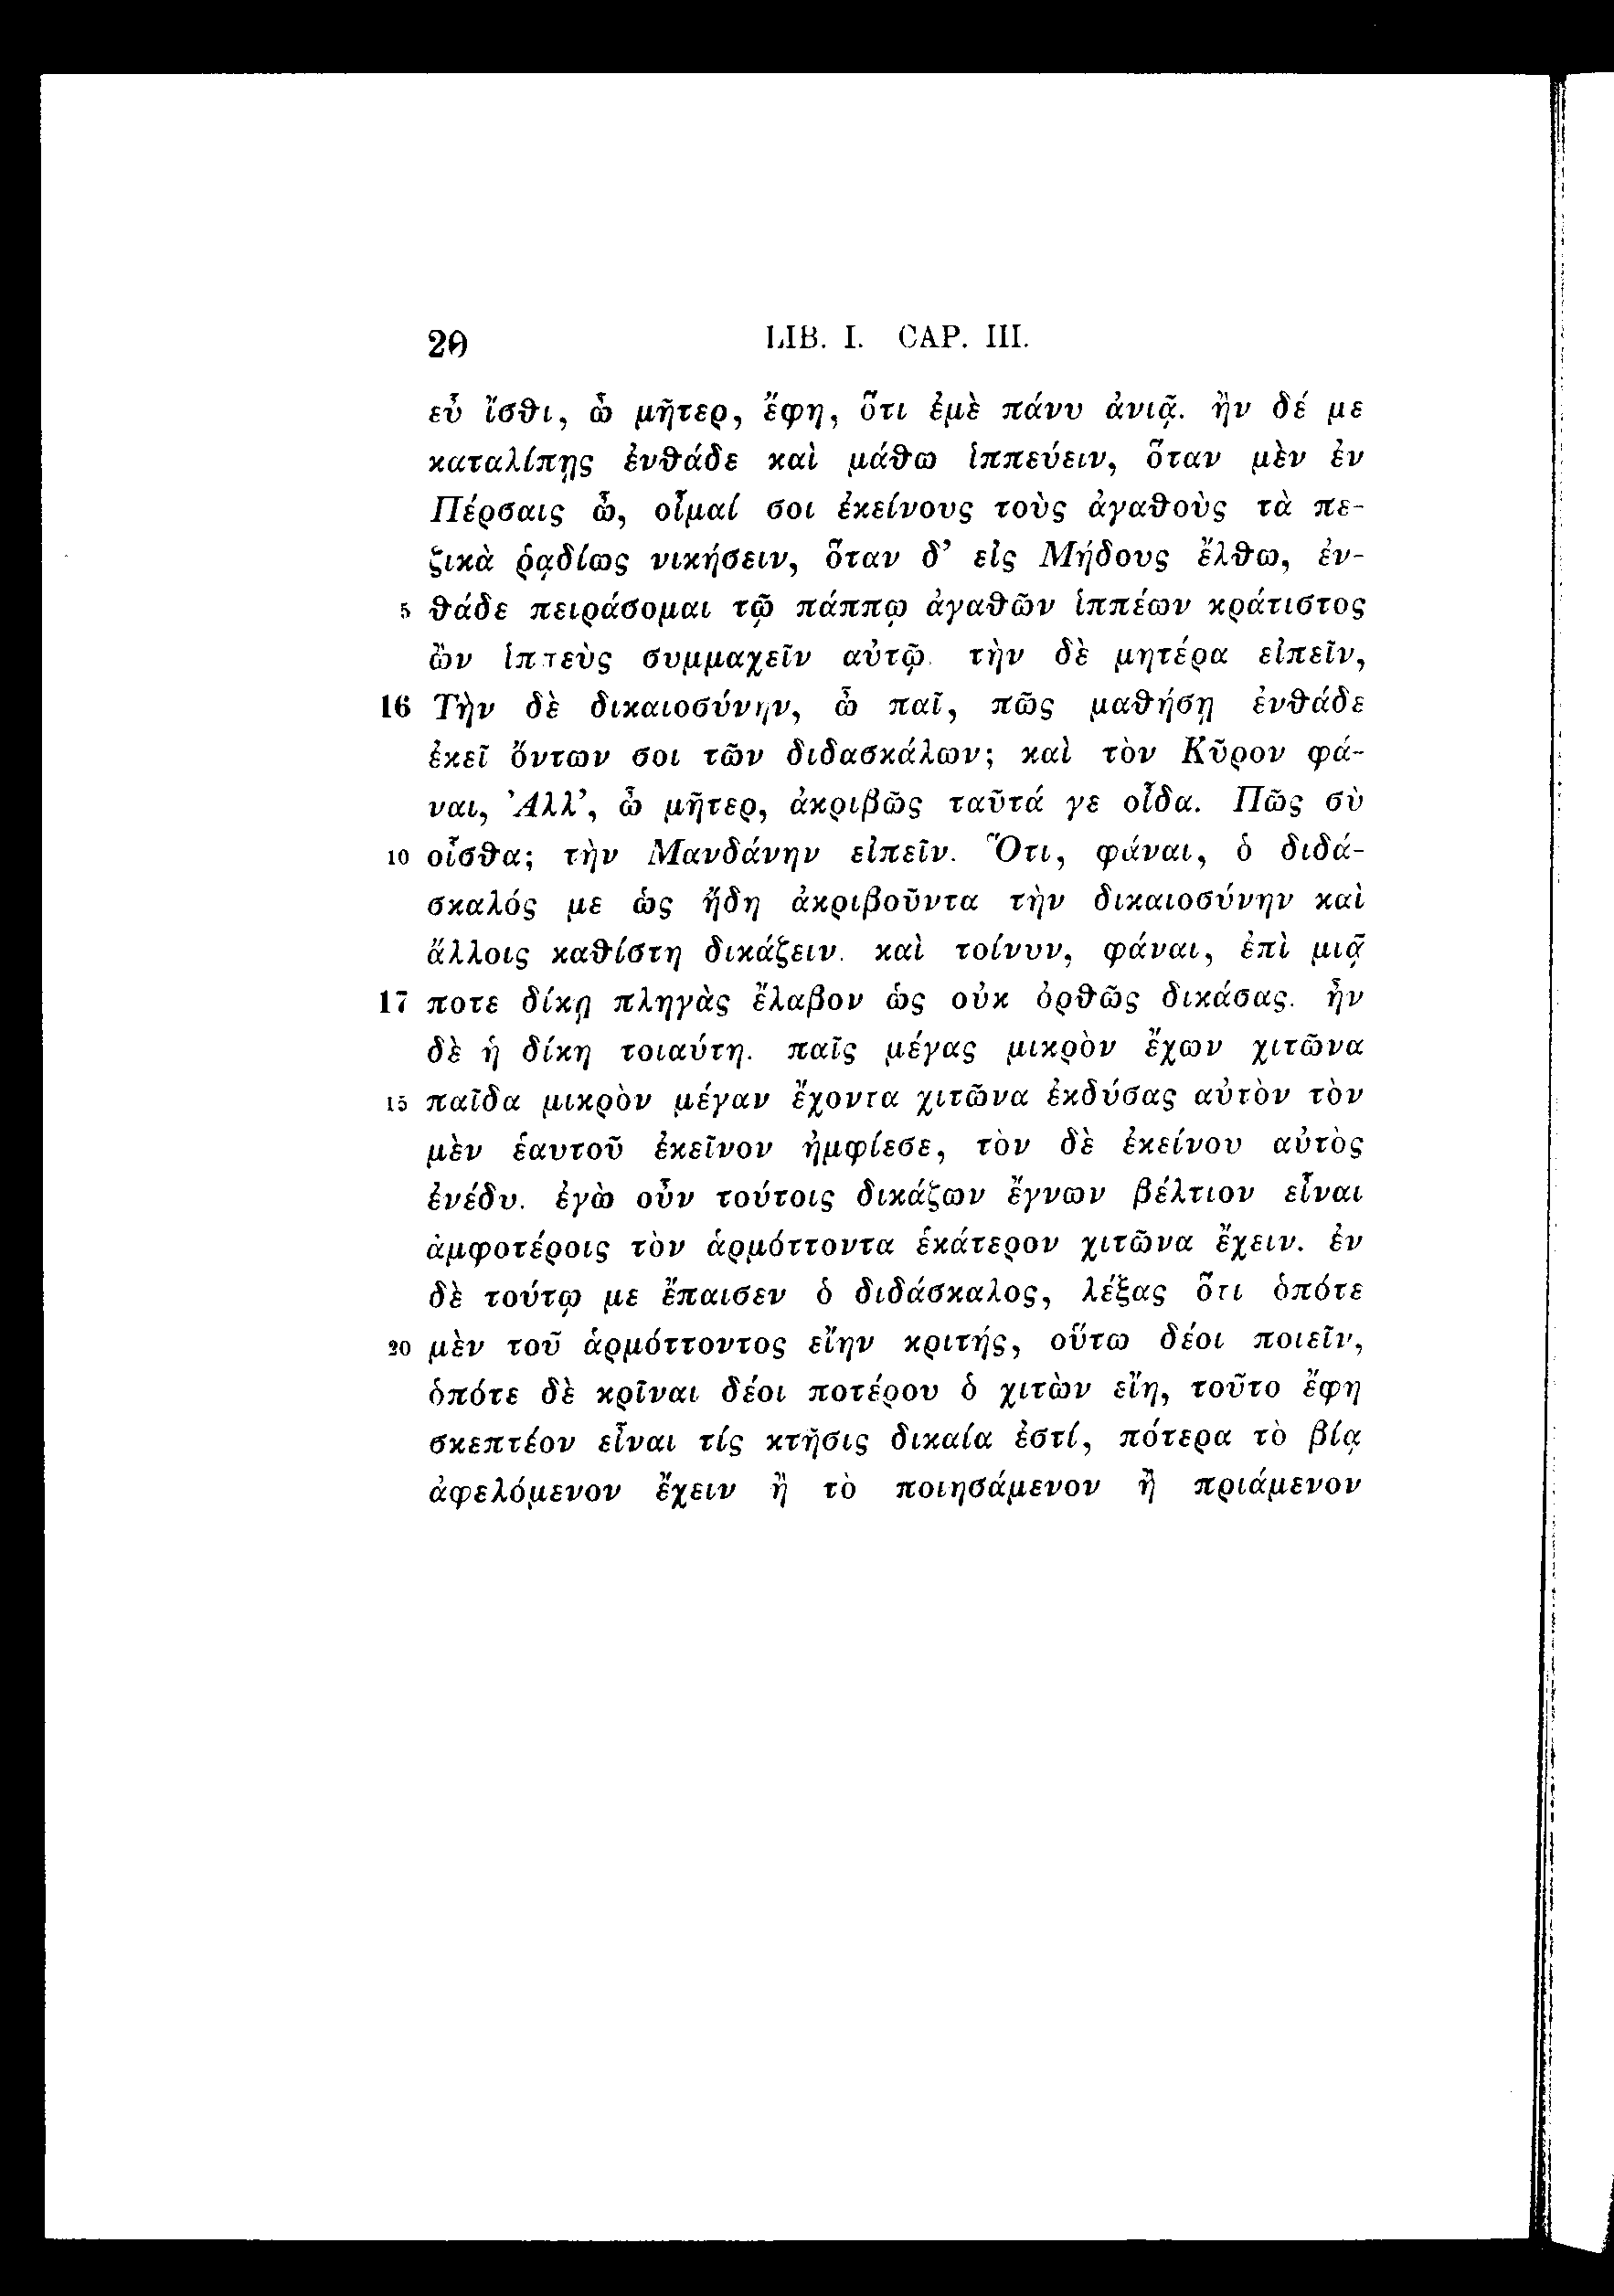 20 LIB. I. CAP. III.
εὖ ἴσθι, ὦ μῆτερ, ἔφη, ὅτι ἐμὲ πάνυ ἀνιᾷ. ἢν δέ με
καταλίπῃς ἐνθάδε καὶ μάθω ἱππεύειν, ὅταν μὲν ἐν
Πέρσαις ὦ, οἶμαί σοι ἐκείνους τοὺς ἀγαθοὺς τὰ πε-
ζικὰ ῥᾳδίως νικήσειν, ὅταν δ’ εἰς Μήδους ἔλθω, ἐν-
5 θάδε πειράσομαι τῷ πάππῳ ἀγαθῶν ἱππέων κράτιστος
ὢν ἱππεὺς συμμαχεῖν αὐτῷ. τὴν δὲ μητέρα εἰπεῖν,
16 Τὴν δὲ δικαιοσύνην, ὦ παῖ, πῶς μαθήσῃ ἐνθάδε
ἐκεῖ ὄντων σοι τῶν διδασκάλων; καὶ τὸν Κῦρον φά-
ναι, Ἀλλ’, ὦ μῆτερ, ἀκριβῶς ταῦτά γε οἶδα. Πῶς σὺ
10 οἶσθα; τὴν Μανδάνην εἰπεῖν. Ὅτι, φάναι, ὁ διδά-
σκαλός με ὡς ἤδη ἀκριβοῦντα τὴν δικαιοσύνην καὶ
ἄλλοις καθίστη δικάζειν. καὶ τοίνυν, φάναι, ἐπὶ μιᾷ
17 ποτε δίκῃ πληγὰς ἔλαβον ὡς οὐκ ὀρθῶς δικάσας. ἦν
δὲ ἡ δίκη τοιαύτη. παῖς μέγας μικρὸν ἔχων χιτῶνα
15 παῖδα μικρὸν μέγαν ἔχοντα χιτῶνα ἐκδύσας αὐτὸν τὸν
μὲν ἑαυτοῦ ἐκεῖνον ἠμφίεσε, τὸν δὲ ἐκείνου αὐτὸς
ἐνέδυ. ἐγὼ οὖν τούτοις δικάζων ἔγνων βέλτιον εἶναι
ἀμφοτέροις τὸν ἁρμόττοντα ἑκάτερον χιτῶνα ἔχειν. ἐν
δὲ τούτῳ με ἔπαισεν ὁ διδάσκαλος, λέξας ὅτι ὁπότε
20 μὲν τοῦ ἁρμόττοντος εἴην κριτής, οὕτω δέοι ποιεῖν,
ὁπότε δὲ κρῖναι δέοι ποτέρου ὁ χιτὼν εἴη, τοῦτο ἔφη
σκεπτέον εἶναι τίς κτῆσις δικαία ἐστί, πότερα τὸ βίᾳ
ἀφελόμενον ἔχειν ἢ τὸ ποιησάμενον ἢ πριάμενον